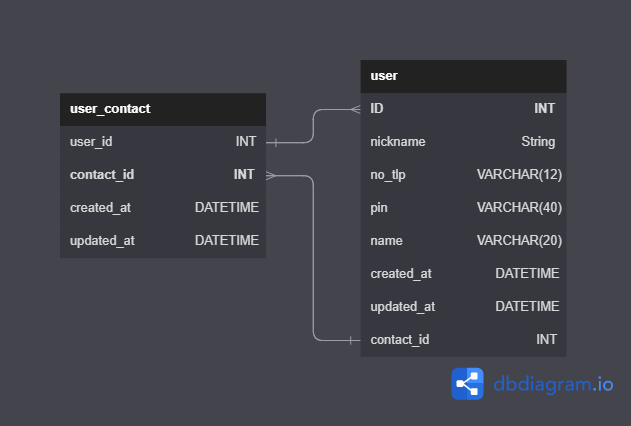 user_contact
user_id INT
contact_id INT
created_at DATETIME
updated_at DATETIME
user
ID INT
nickname String
no_tlp VARCHAR(12)
pin VARCHAR(40)
name VARCHAR(20)
created_at DATETIME
updated_at DATETIME
contact_id INT
dbdiagram.io